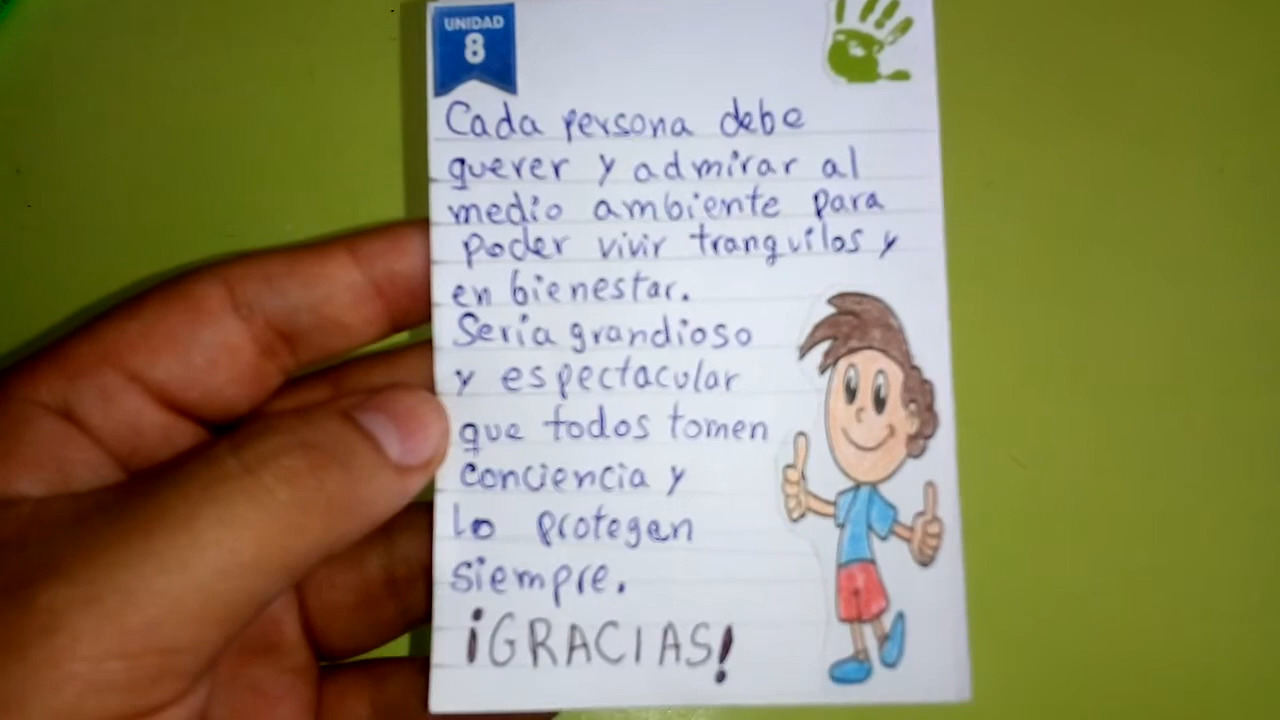 UNIDAD
8
Cada persona debe
querer y admirar al
medio ambiente para
poder vivir tranquilos y
en bienestar.
Sería grandioso
y espectacular
que todos tomen
conciencia y
lo protegen
siempre.
¡GRACIAS!